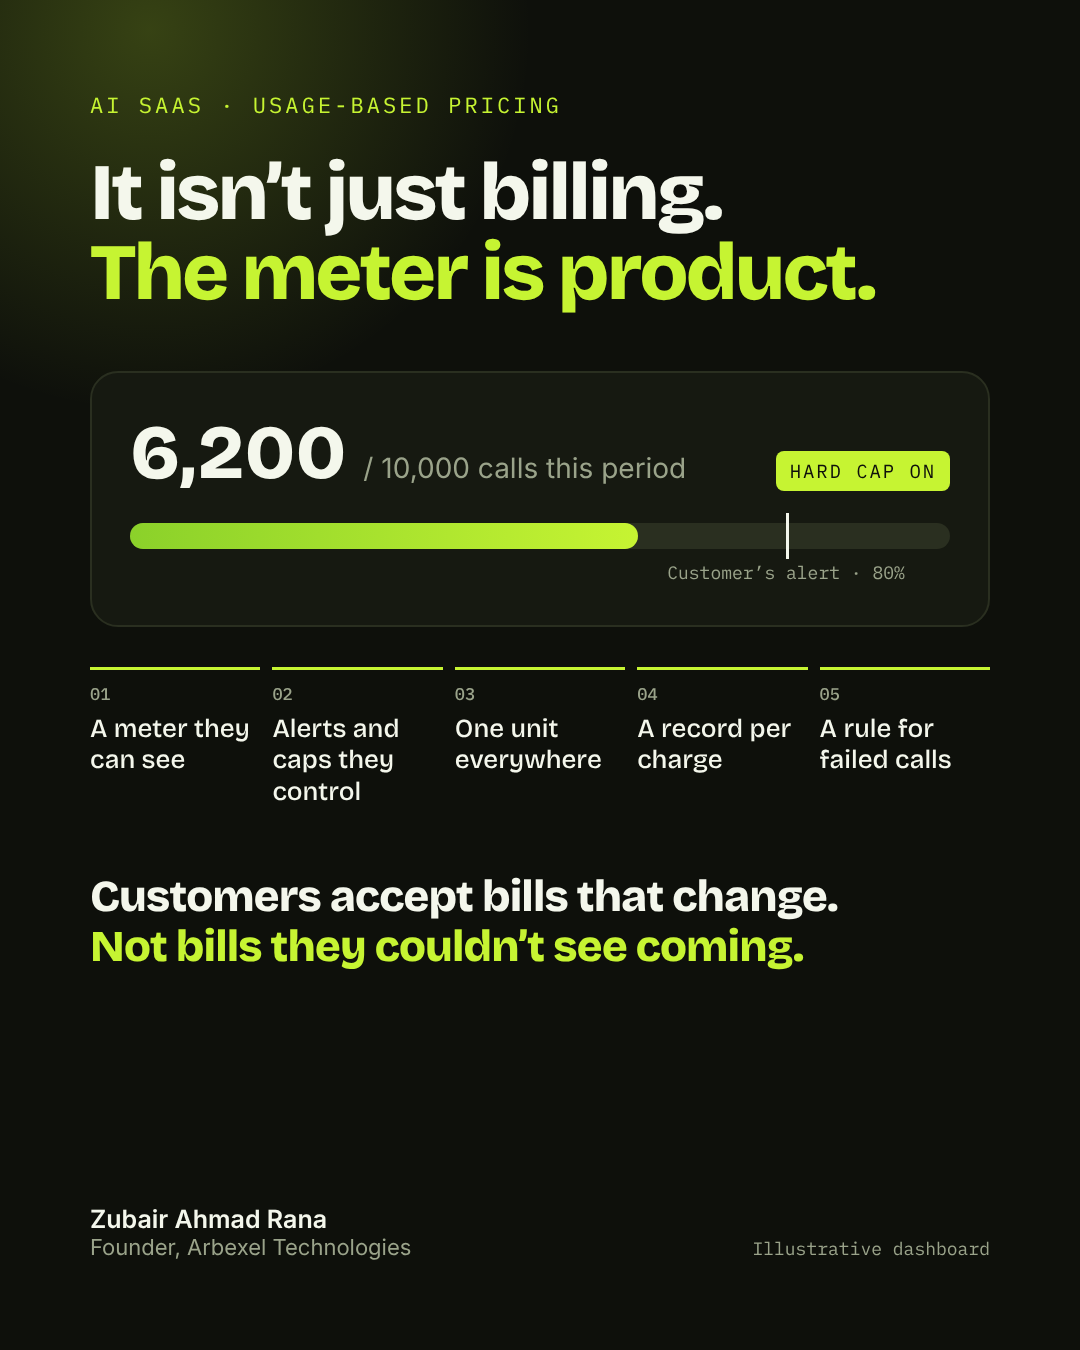 AI SAAS · USAGE-BASED PRICING
It isn’t just billing.
The meter is product.
6,200 / 10,000 calls this period
HARD CAP ON
Customer’s alert · 80%
01
A meter they
can see
02
Alerts and
caps they
control
03
One unit
everywhere
04
A record per
charge
05
A rule for
failed calls
Customers accept bills that change.
Not bills they couldn’t see coming.
Zubair Ahmad Rana
Founder, Arbexel Technologies
Illustrative dashboard